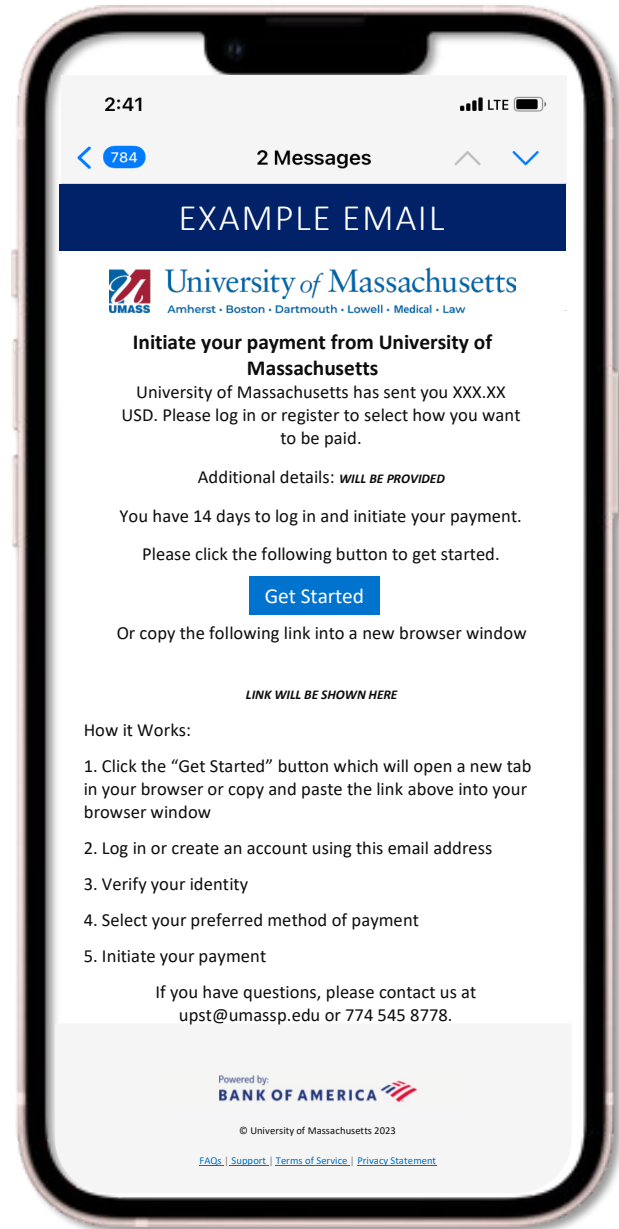 2:41
LTE
784
2 Messages
EXAMPLE EMAIL
UMASS
University of Massachusetts
Amherst • Boston • Dartmouth • Lowell • Medical • Law
Initiate your payment from University of
Massachusetts
University of Massachusetts has sent you XXX.XX
USD. Please log in or register to select how you want
to be paid.
Additional details: WILL BE PROVIDED
You have 14 days to log in and initiate your payment.
Please click the following button to get started.
Get Started
Or copy the following link into a new browser window
LINK WILL BE SHOWN HERE
How it Works:
1. Click the “Get Started” button which will open a new tab
in your browser or copy and paste the link above into your
browser window
2. Log in or create an account using this email address
3. Verify your identity
4. Select your preferred method of payment
5. Initiate your payment
If you have questions, please contact us at
upst@umassp.edu or 774 545 8778.
Powered by:
BANK OF AMERICA
© University of Massachusetts 2023
FAQs | Support | Terms of Service | Privacy Statement